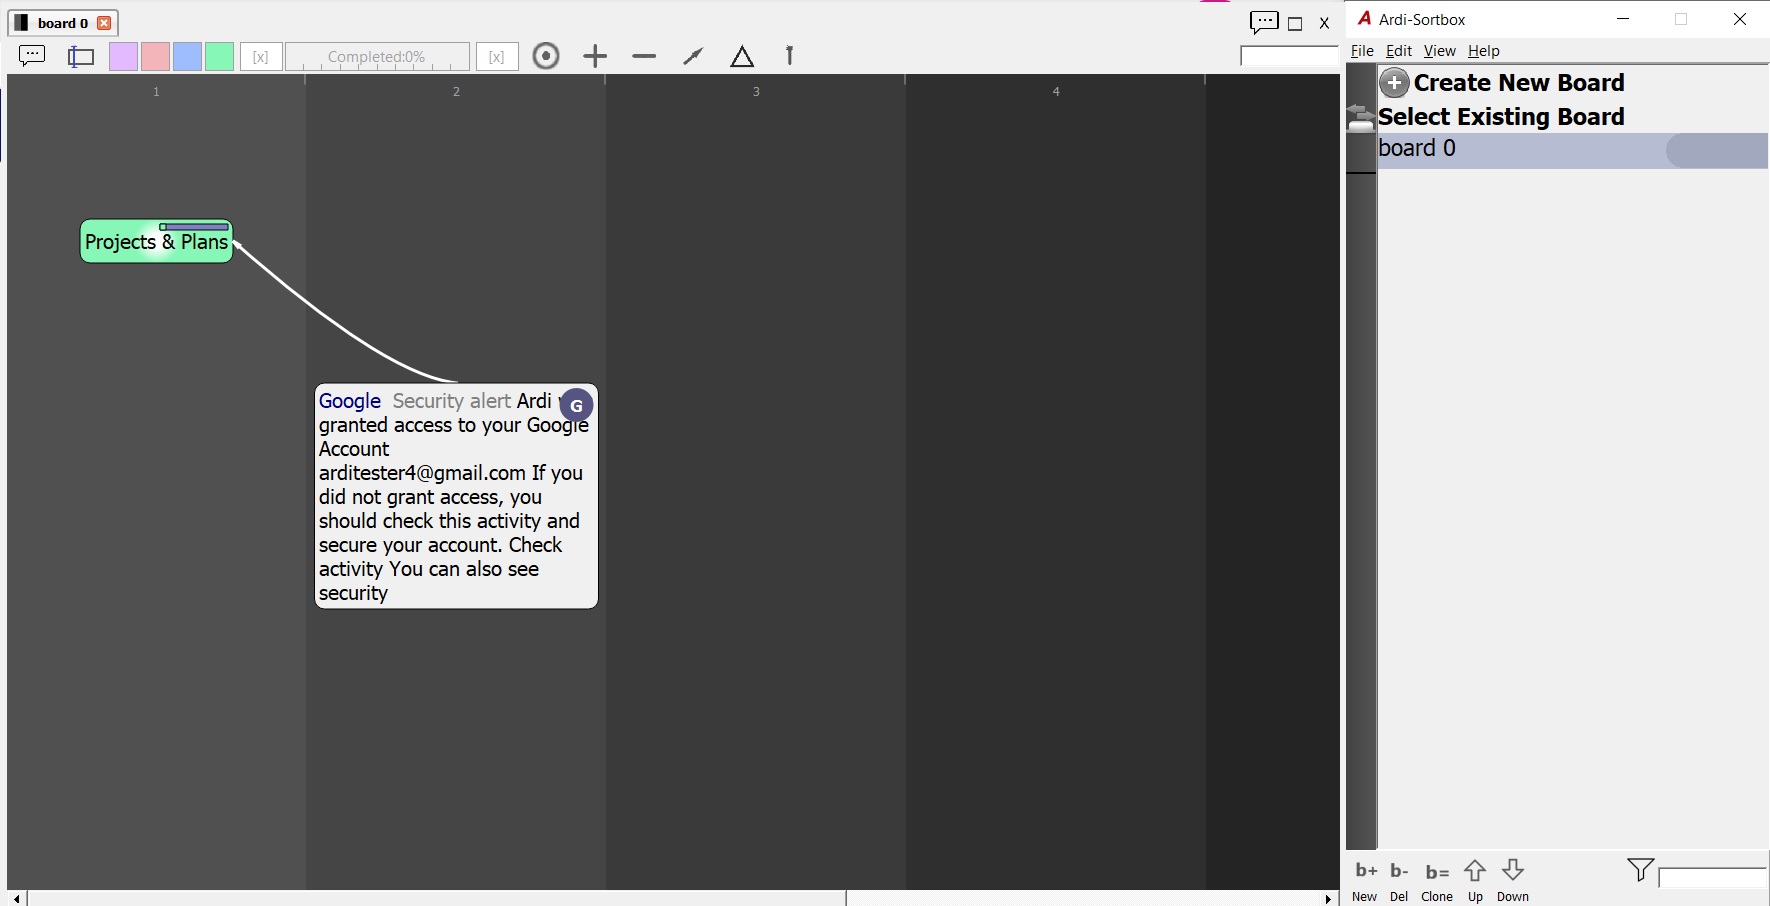 board 0
X
[x]
Completed:0%
[x]
1
2
3
4
Projects & Plans
Google Security alert Ardi
G
granted access to your Google
Account
arditester4@gmail.com If you
did not grant access, you
should check this activity and
secure your account. Check
activity You can also see
security
A Ardi-Sortbox
File Edit View Help
Create New Board
Select Existing Board
board 0
b+ b- b=
New Del Clone Up Down